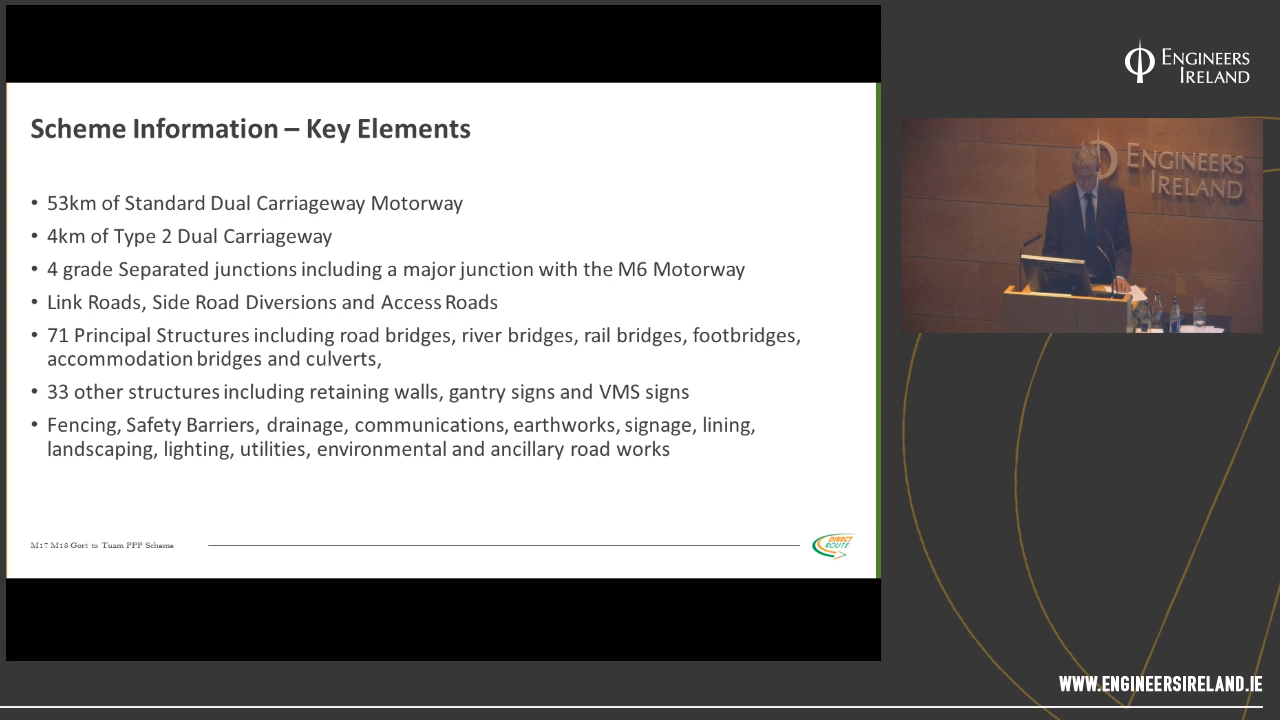 Scheme Information – Key Elements
• 53km of Standard Dual Carriageway Motorway
• 4km of Type 2 Dual Carriageway
• 4 grade Separated junctions including a major junction with the M6 Motorway
• Link Roads, Side Road Diversions and Access Roads
• 71 Principal Structures including road bridges, river bridges, rail bridges, footbridges,
accommodation bridges and culverts,
• 33 other structures including retaining walls, gantry signs and VMS signs
• Fencing, Safety Barriers, drainage, communications, earthworks, signage, lining,
landscaping, lighting, utilities, environmental and ancillary road works
M17 M18 Gort to Tuam PPP Scheme
DIRECT
ROUTE
ENGINEERS
IRELAND
ENGINEERS
IRELAND
WWW.ENGINEERSIRELAND.IE